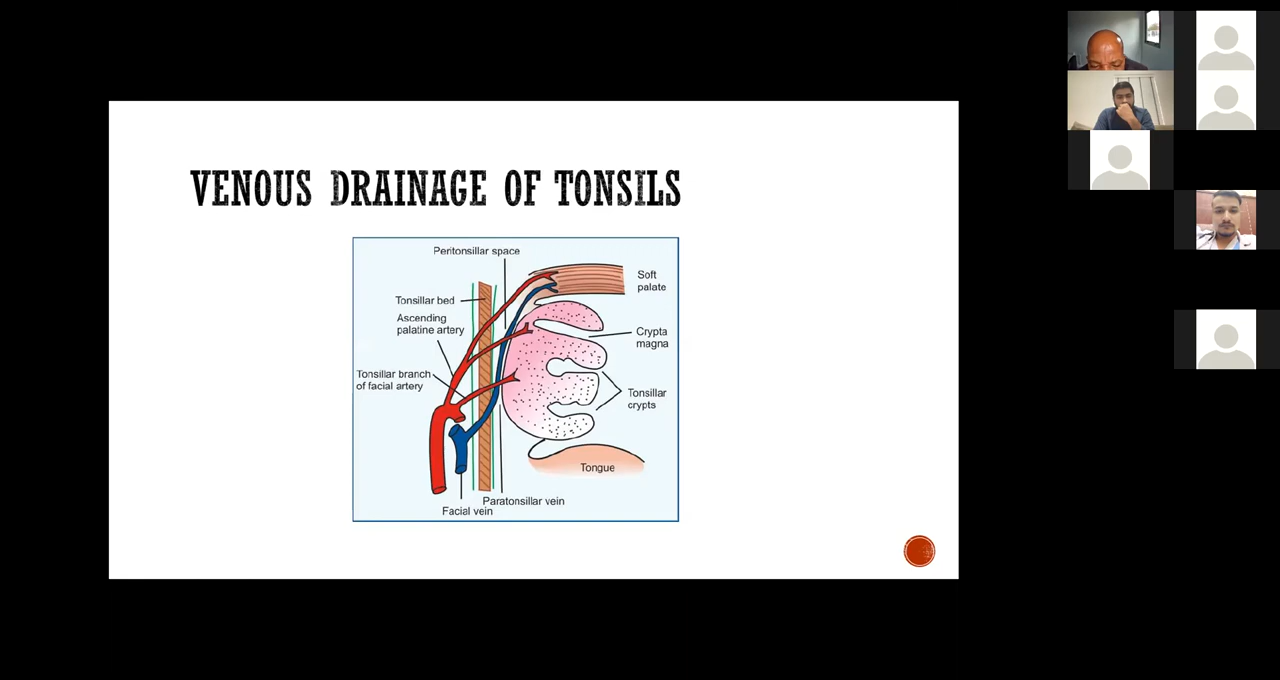 VENOUS DRAINAGE OF TONSILS
Peritonsillar space
Soft
palate
Tonsillar bed
Ascending
palatine artery
Crypta
magna
Tonsillar branch
of facial artery
Tonsillar
crypts
Tongue
Paratonsillar vein
Facial vein